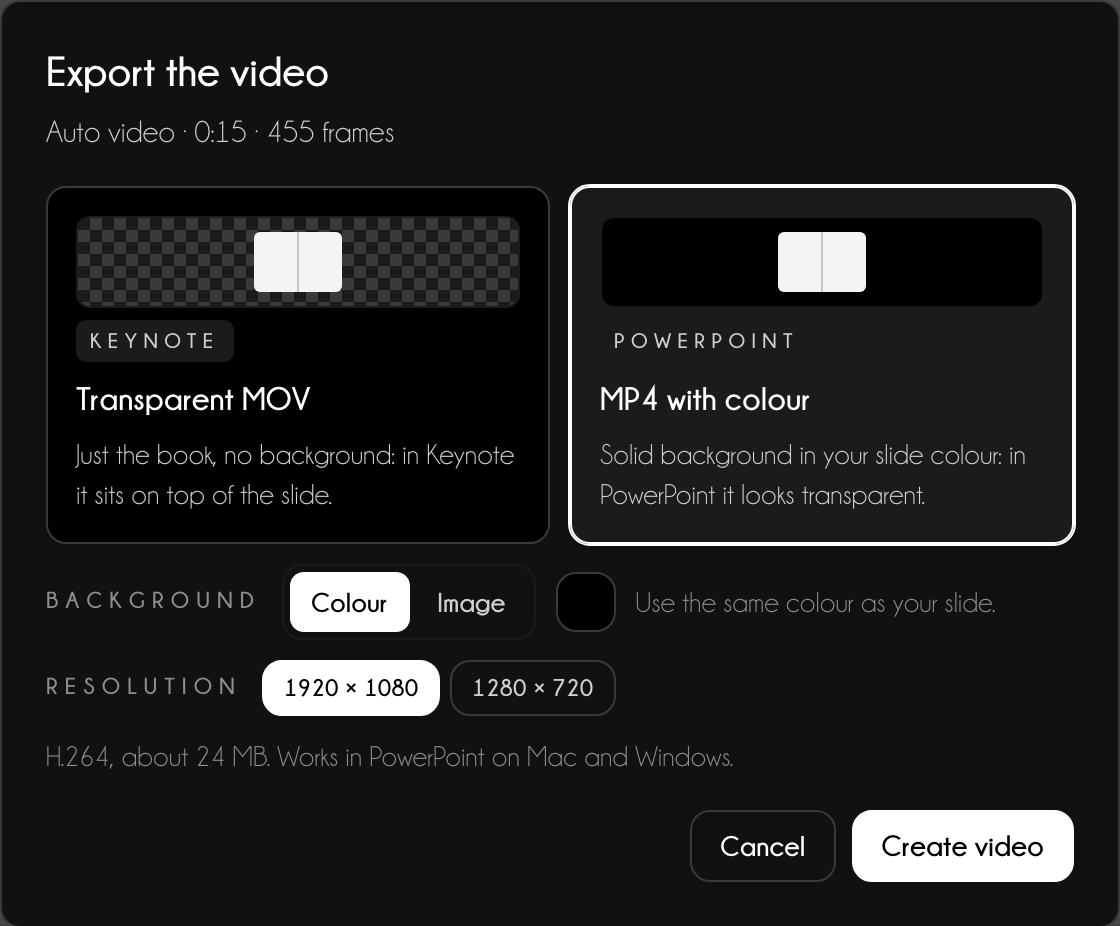 Export the video
Auto video · 0:15 · 455 frames
KEYNOTE
Transparent MOV
Just the book, no background: in Keynote
it sits on top of the slide.
POWERPOINT
MP4 with colour
Solid background in your slide colour: in
PowerPoint it looks transparent.
BACKGROUND Colour Image Use the same colour as your slide.
RESOLUTION 1920 × 1080 1280 × 720
H.264, about 24 MB. Works in PowerPoint on Mac and Windows.
Cancel Create video